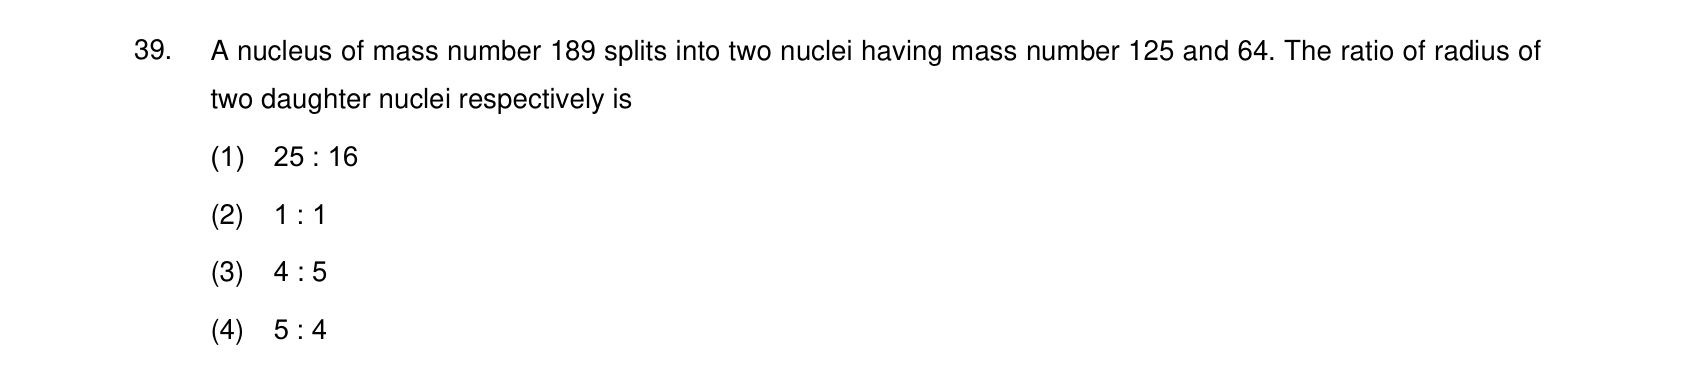 39. A nucleus of mass number 189 splits into two nuclei having mass number 125 and 64. The ratio of radius of
two daughter nuclei respectively is
(1) 25 : 16
(2) 1 : 1
(3) 4 : 5
(4) 5 : 4